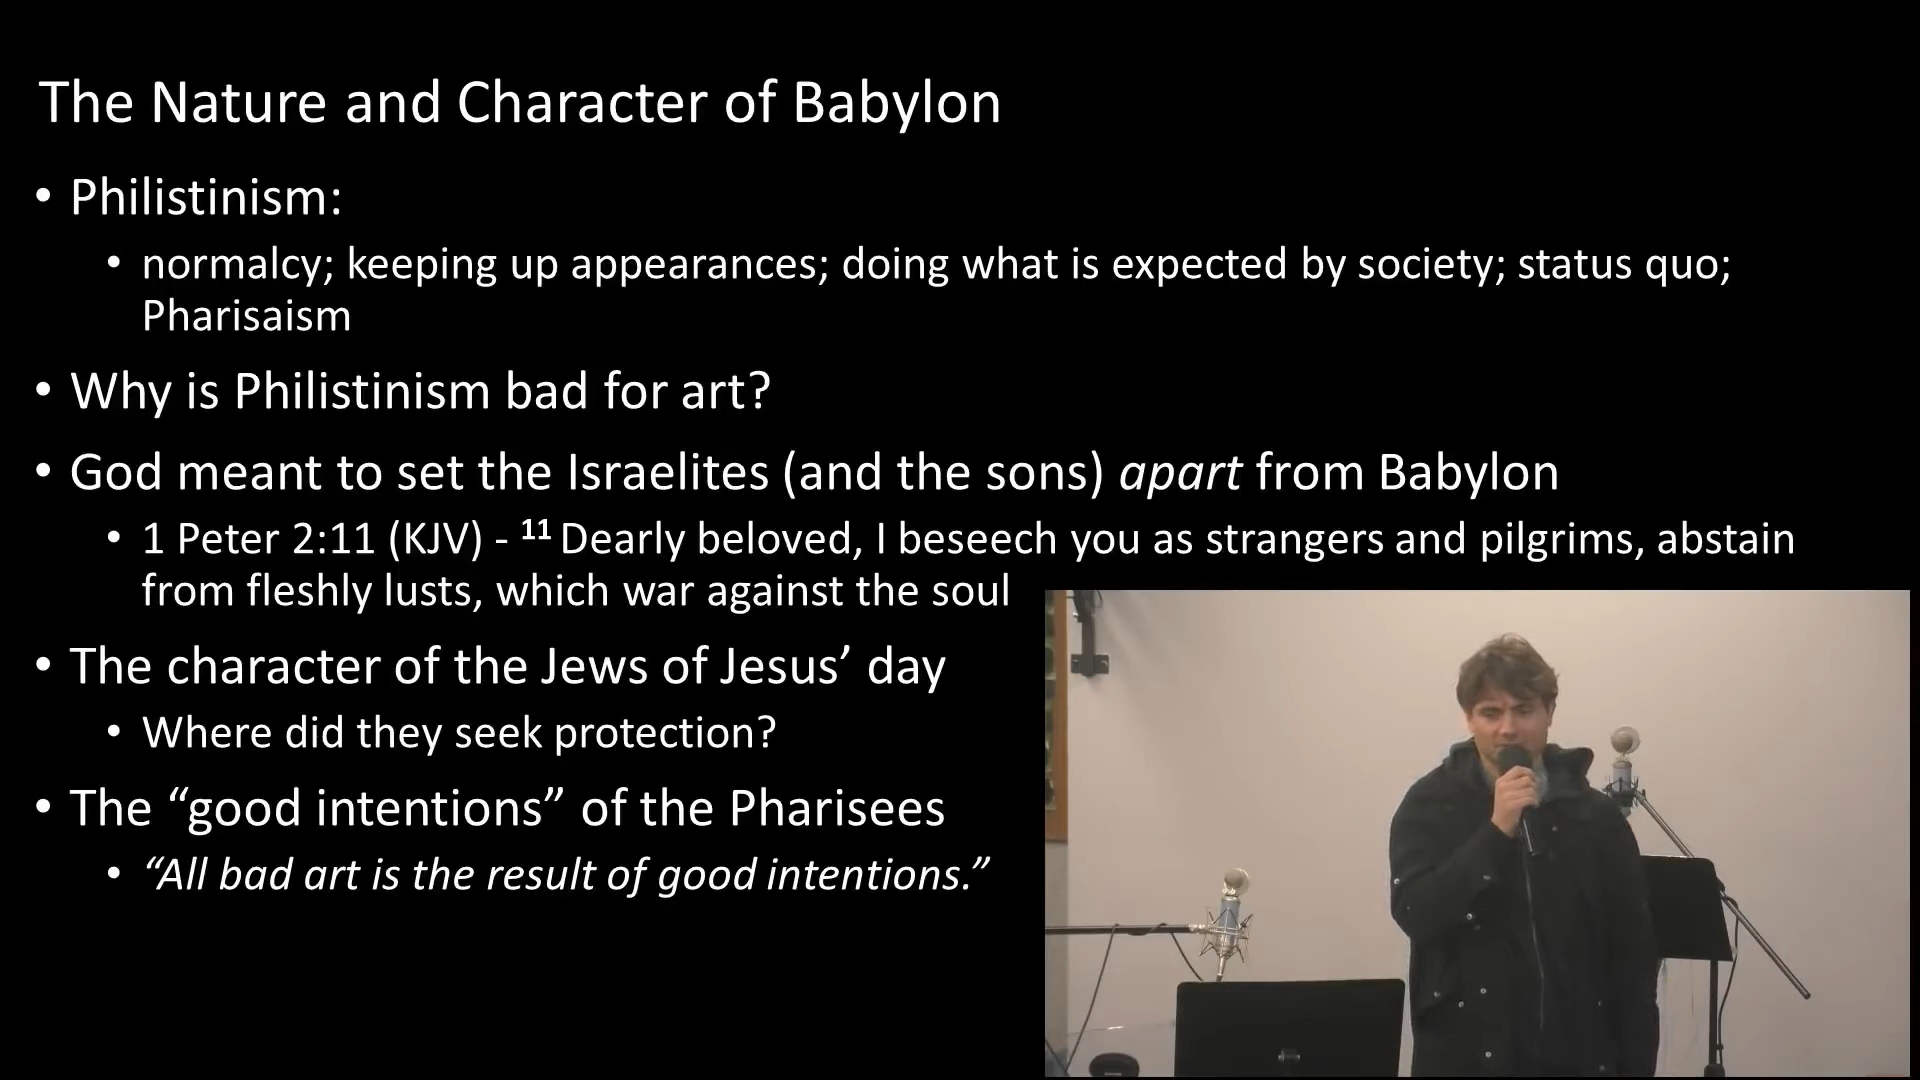 The Nature and Character of Babylon
• Philistinism:
• normalcy; keeping up appearances; doing what is expected by society; status quo;
Pharisaism
• Why is Philistinism bad for art?
• God meant to set the Israelites (and the sons) apart from Babylon
• 1 Peter 2:11 (KJV) - 11 Dearly beloved, I beseech you as strangers and pilgrims, abstain
from fleshly lusts, which war against the soul
• The character of the Jews of Jesus’ day
• Where did they seek protection?
• The “good intentions” of the Pharisees
• “All bad art is the result of good intentions.”